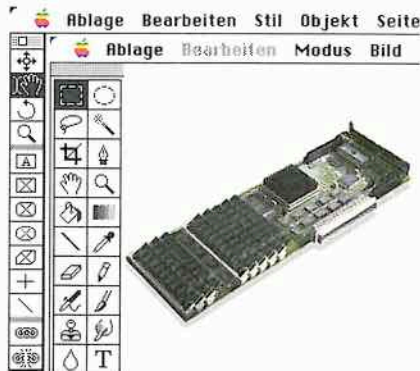 Ablage Bearbeiten Stil Objekt Seite
Ablage Bearbeiten Modus Bild
A
T